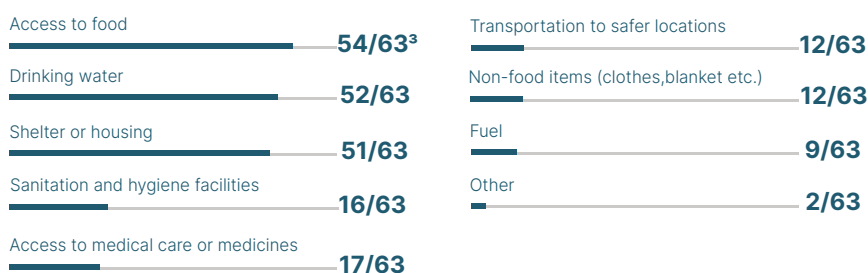 Access to food
54/63³
Drinking water
52/63
Shelter or housing
51/63
Sanitation and hygiene facilities
16/63
Access to medical care or medicines
17/63
Transportation to safer locations
12/63
Non-food items (clothes,blanket etc.)
12/63
Fuel
9/63
Other
2/63